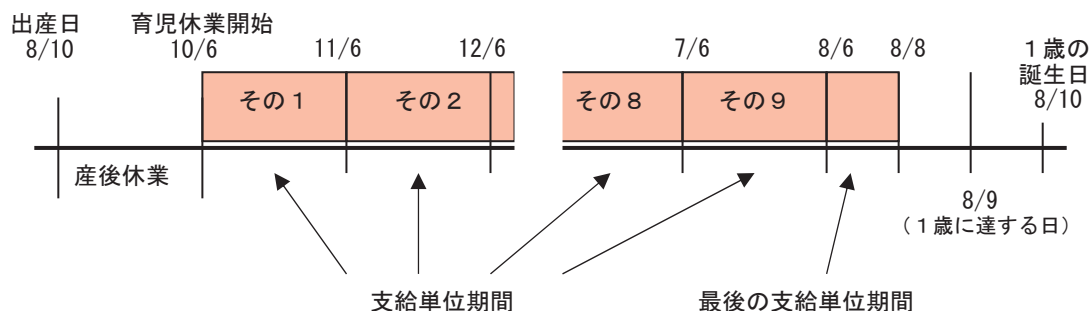 出産日
8/10
育児休業開始
10/6
11/6
12/6
7/6
8/6
8/8
1歳の
誕生日
8/10
その1
その2
その8
その9
産後休業
8/9
(1歳に達する日)
支給単位期間
最後の支給単位期間